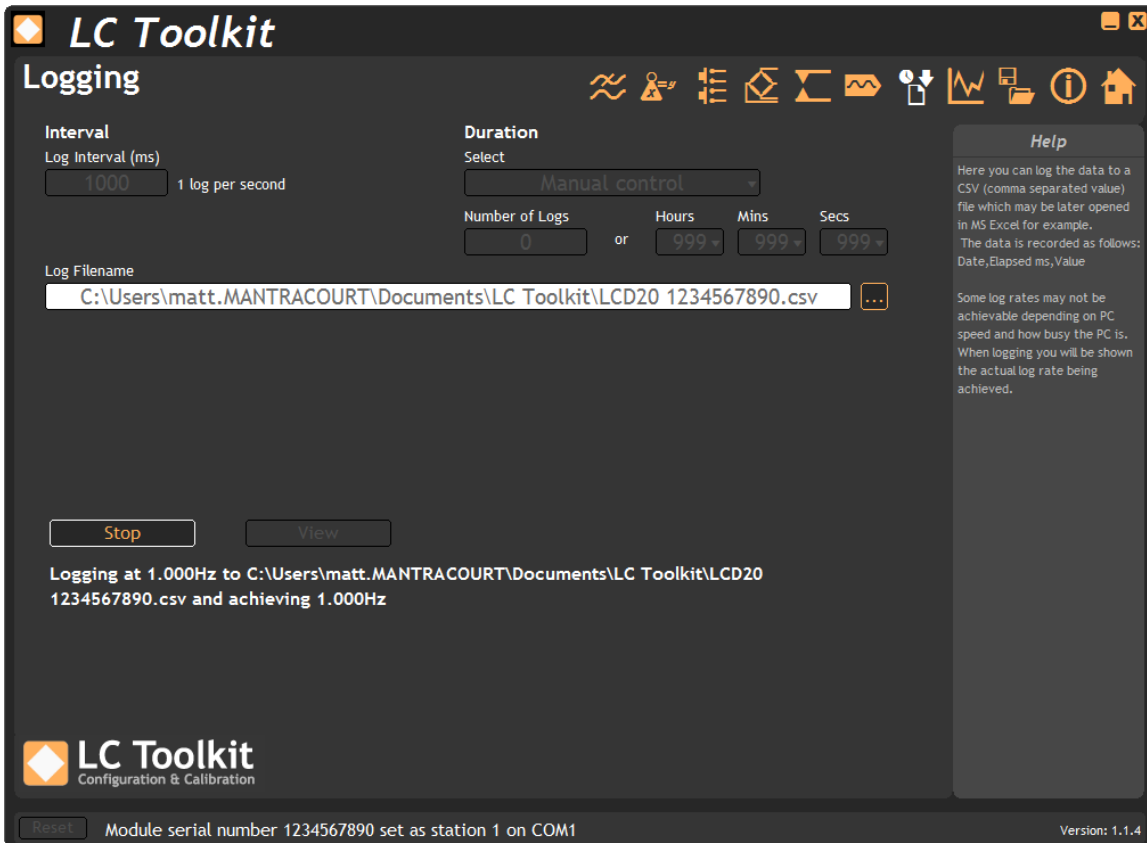 LC Toolkit
Logging
Interval
Log Interval (ms)
1000 1 log per second
Duration
Select
Manual control
Number of Logs Hours Mins Secs
0 or 999 999 999
Log Filename
C:\Users\matt.MANTRACOURT\Documents\LC Toolkit\LCD20 1234567890.csv ...
Stop View
Logging at 1.000Hz to C:\Users\matt.MANTRACOURT\Documents\LC Toolkit\LCD20
1234567890.csv and achieving 1.000Hz
Help
Here you can log the data to a
CSV (comma separated value)
file which may be later opened
in MS Excel for example.
The data is recorded as follows:
Date,Elapsed ms,Value
Some log rates may not be
achievable depending on PC
speed and how busy the PC is.
When logging you will be shown
the actual log rate being
achieved.
LC Toolkit
Configuration & Calibration
Reset Module serial number 1234567890 set as station 1 on COM1
Version: 1.1.4